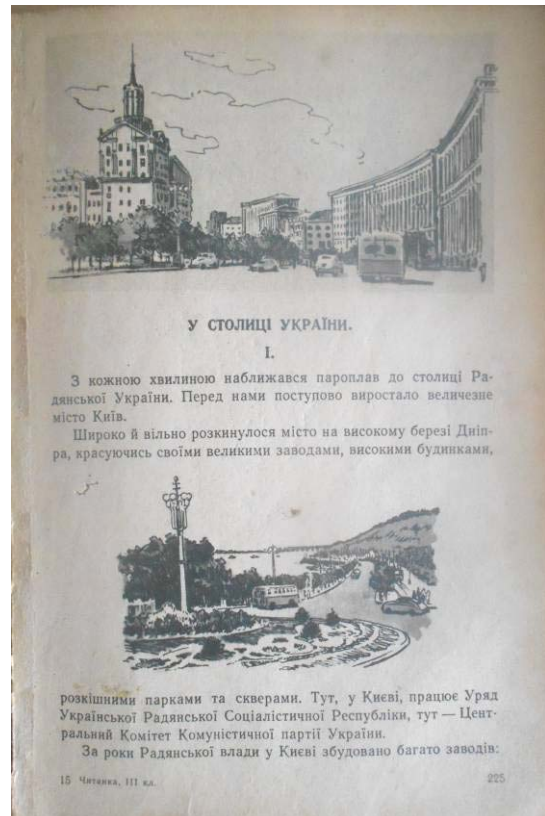 У СТОЛИЦІ УКРАЇНИ.
І.
З кожною хвилиною наближався пароплав до столиці Ра-
дянської України. Перед нами поступово виростало величезне
місто Київ.
Широко й вільно розкинулося місто на високому березі Дніп-
ра, красуючись своїми великими заводами, високими будинками,
розкішними парками та скверами. Тут, у Києві, працює Уряд
Української Радянської Соціалістичної Республіки, тут — Цент-
ральний Комітет Комуністичної партії України.
За роки Радянської влади у Києві збудовано багато заводів:
15 Читанка, ІІІ кл.
225